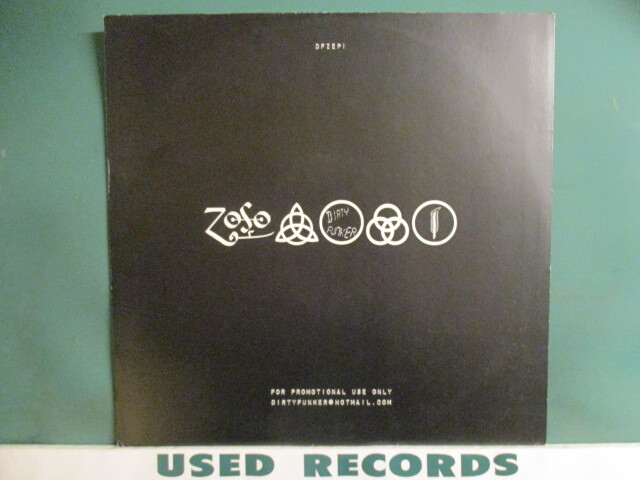 DFZEP1
ZoSo
DIRTY
FUNKER
FOR PROMOTIONAL USE ONLY
DIRTYFUNKER@HOTMAIL.COM
USED RECORDS